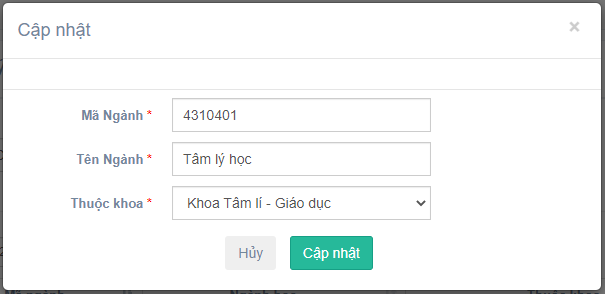 Cập nhật ×
Mã Ngành * 4310401
Tên Ngành * Tâm lý học
Thuộc khoa * Khoa Tâm lí - Giáo dục
Hủy Cập nhật